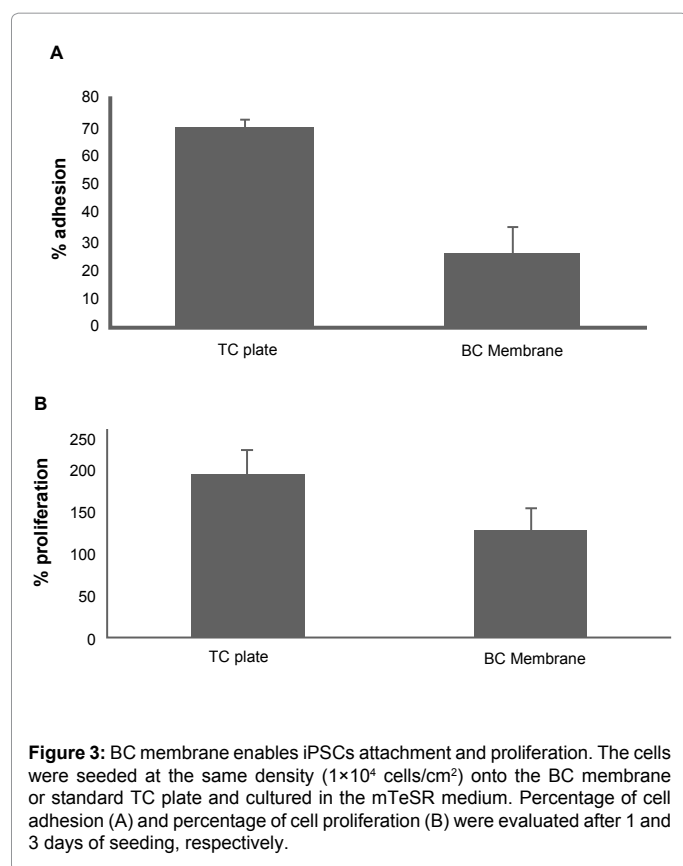 A
80
70
60
50
40
30
20
10
0
% adhesion
TC plate BC Membrane
B
250
200
150
100
50
0
% proliferation
TC plate BC Membrane
Figure 3: BC membrane enables iPSCs attachment and proliferation. The cells
were seeded at the same density (1×10⁴ cells/cm²) onto the BC membrane
or standard TC plate and cultured in the mTeSR medium. Percentage of cell
adhesion (A) and percentage of cell proliferation (B) were evaluated after 1 and
3 days of seeding, respectively.